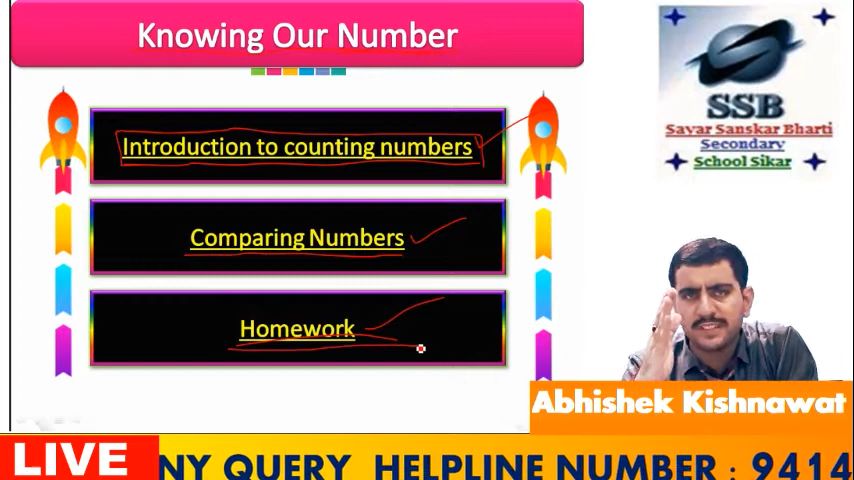 Knowing Our Number
Introduction to counting numbers
Comparing Numbers
Homework
SSB
Savar Sanskar Bharti
Secondary
School Sikar
Abhishek Kishnawat
LIVE
NY QUERY HELPLINE NUMBER : 9414